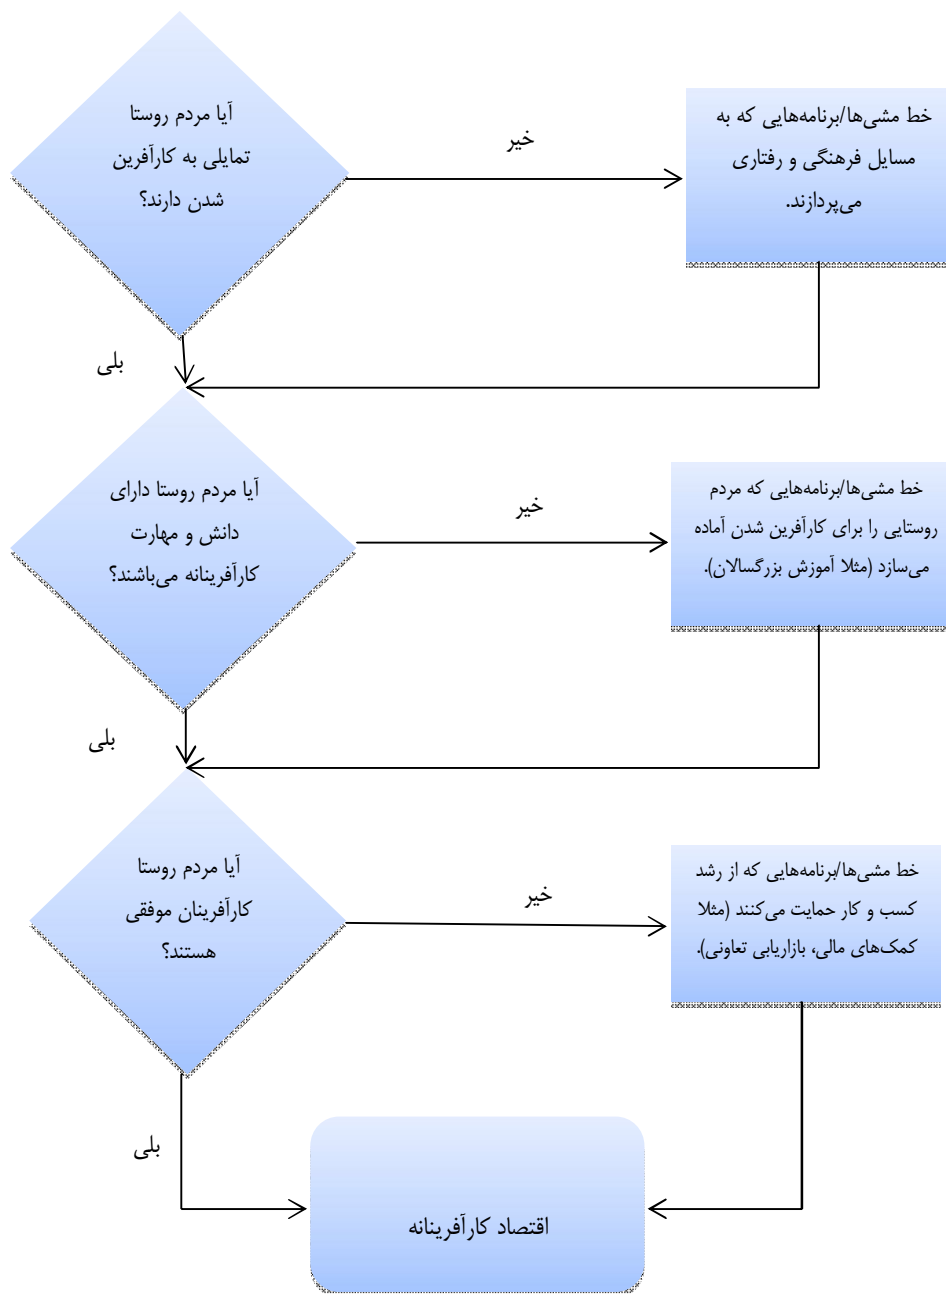 آیا مردم روستا
تمایلی به کارآفرین
شدن دارند؟
خیر
خط مشی‌ها/برنامه‌هایی که به
مسایل فرهنگی و رفتاری
می‌پردازند.
بلی
آیا مردم روستا دارای
دانش و مهارت
کارآفرینانه می‌باشند؟
خیر
خط مشی‌ها/برنامه‌هایی که مردم
روستایی را برای کارآفرین شدن آماده
می‌سازد (مثلا آموزش بزرگسالان).
بلی
آیا مردم روستا
کارآفرینان موفقی
هستند؟
خیر
خط مشی‌ها/برنامه‌هایی که از رشد
کسب و کار حمایت می‌کنند (مثلا
کمک‌های مالی، بازاریابی تعاونی).
بلی
اقتصاد کارآفرینانه